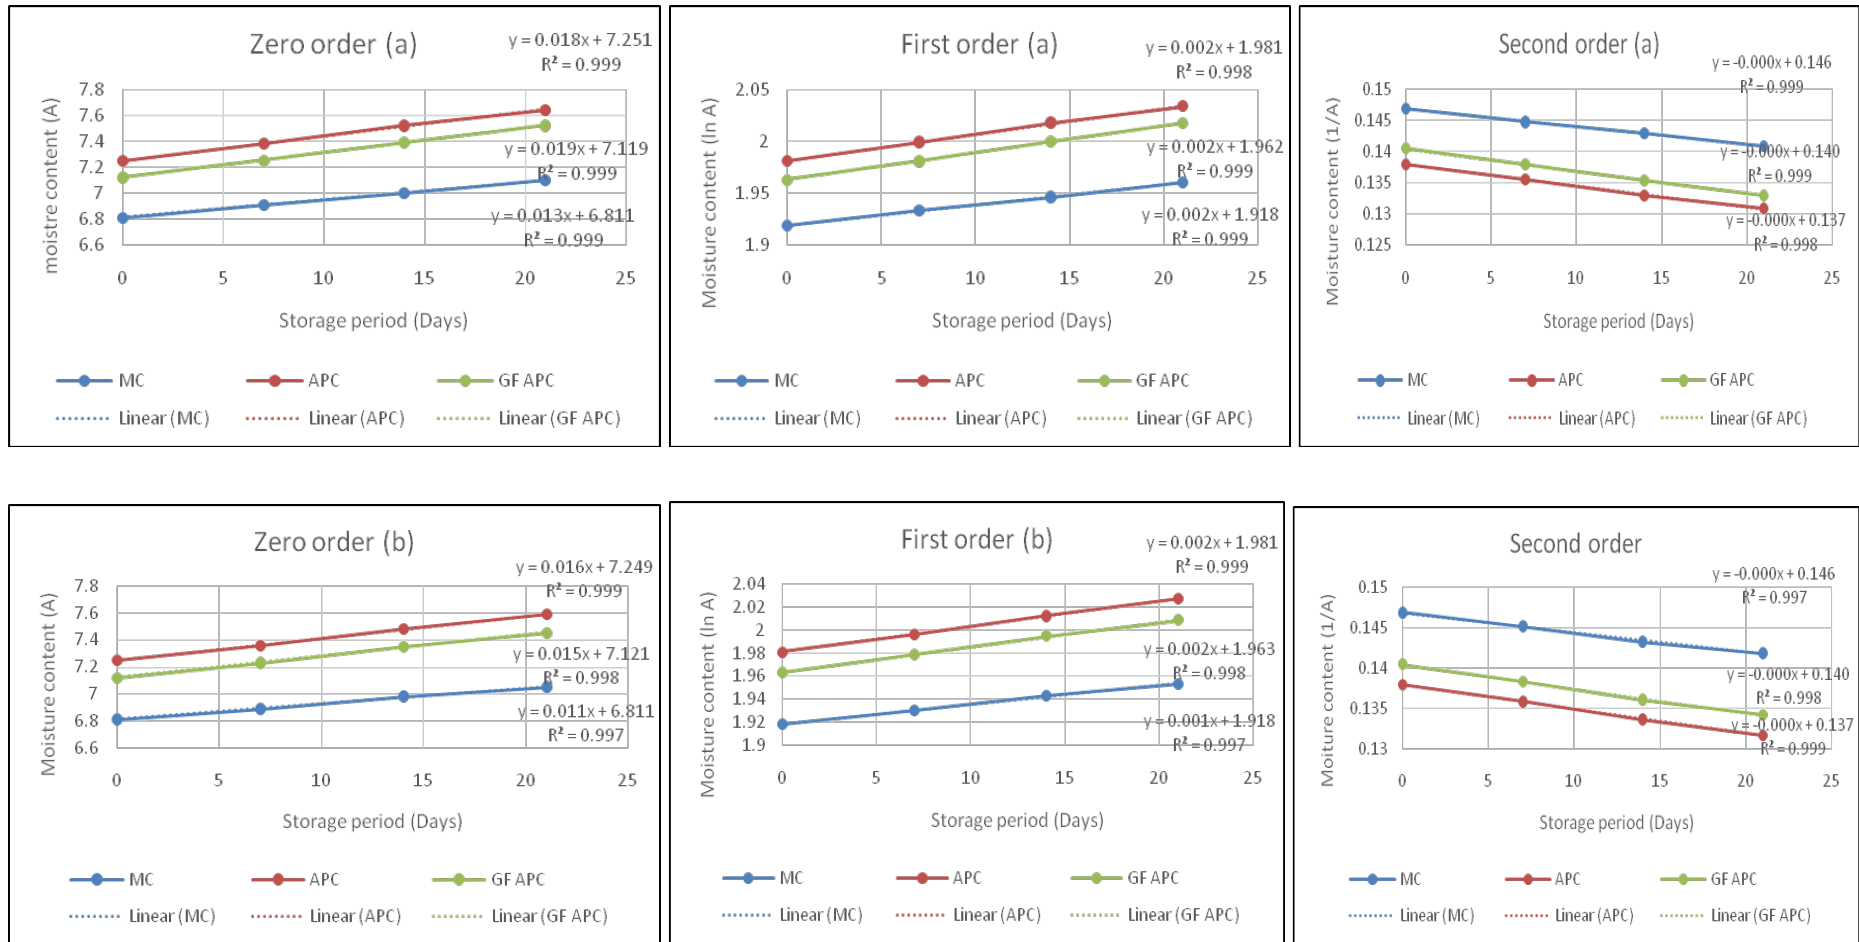 Zero order (a)
y = 0.018x + 7.251
R² = 0.999
7.8
7.6
7.4
7.2
7
6.8
6.6
y = 0.019x + 7.119
R² = 0.999
y = 0.013x + 6.811
R² = 0.999
moistre content (A)
0 5 10 15 20 25
Storage period (Days)
MC APC GF APC
Linear (MC) Linear (APC) Linear (GF APC)
First order (a)
y = 0.002x + 1.981
R² = 0.998
2.05
2
1.95
1.9
y = 0.002x + 1.962
R² = 0.999
y = 0.002x + 1.918
R² = 0.999
Moisture content (ln A)
0 5 10 15 20 25
Storage period (Days)
MC APC GF APC
Linear (MC) Linear (APC) Linear (GF APC)
Second order (a)
y = -0.000x + 0.146
R² = 0.999
0.15
0.145
0.14
0.135
0.13
0.125
y = -0.000x + 0.140
R² = 0.999
y = -0.000x + 0.137
R² = 0.998
Moisture content (1/A)
0 5 10 15 20 25
Storage period (Days)
MC APC GF APC
Linear (MC) Linear (APC) Linear (GF APC)
Zero order (b)
y = 0.016x + 7.249
R² = 0.999
7.8
7.6
7.4
7.2
7
6.8
6.6
y = 0.015x + 7.121
R² = 0.998
y = 0.011x + 6.811
R² = 0.997
Moisture content (A)
0 5 10 15 20 25
Storage period (Days)
MC APC GF APC
Linear (MC) Linear (APC) Linear (GF APC)
First order (b)
y = 0.002x + 1.981
R² = 0.999
2.04
2.02
2
1.98
1.96
1.94
1.92
1.9
y = 0.002x + 1.963
R² = 0.998
y = 0.001x + 1.918
R² = 0.997
Moisture content (ln A)
0 5 10 15 20 25
Storage period (Days)
MC APC GF APC
Linear (MC) Linear (APC) Linear (GF APC)
Second order
y = -0.000x + 0.146
R² = 0.997
0.15
0.145
0.14
0.135
0.13
y = -0.000x + 0.140
R² = 0.998
y = -0.000x + 0.137
R² = 0.999
Moiture content (1/A)
0 5 10 15 20 25
Storage period (Days)
MC APC GF APC
Linear (MC) Linear (APC) Linear (GF APC)